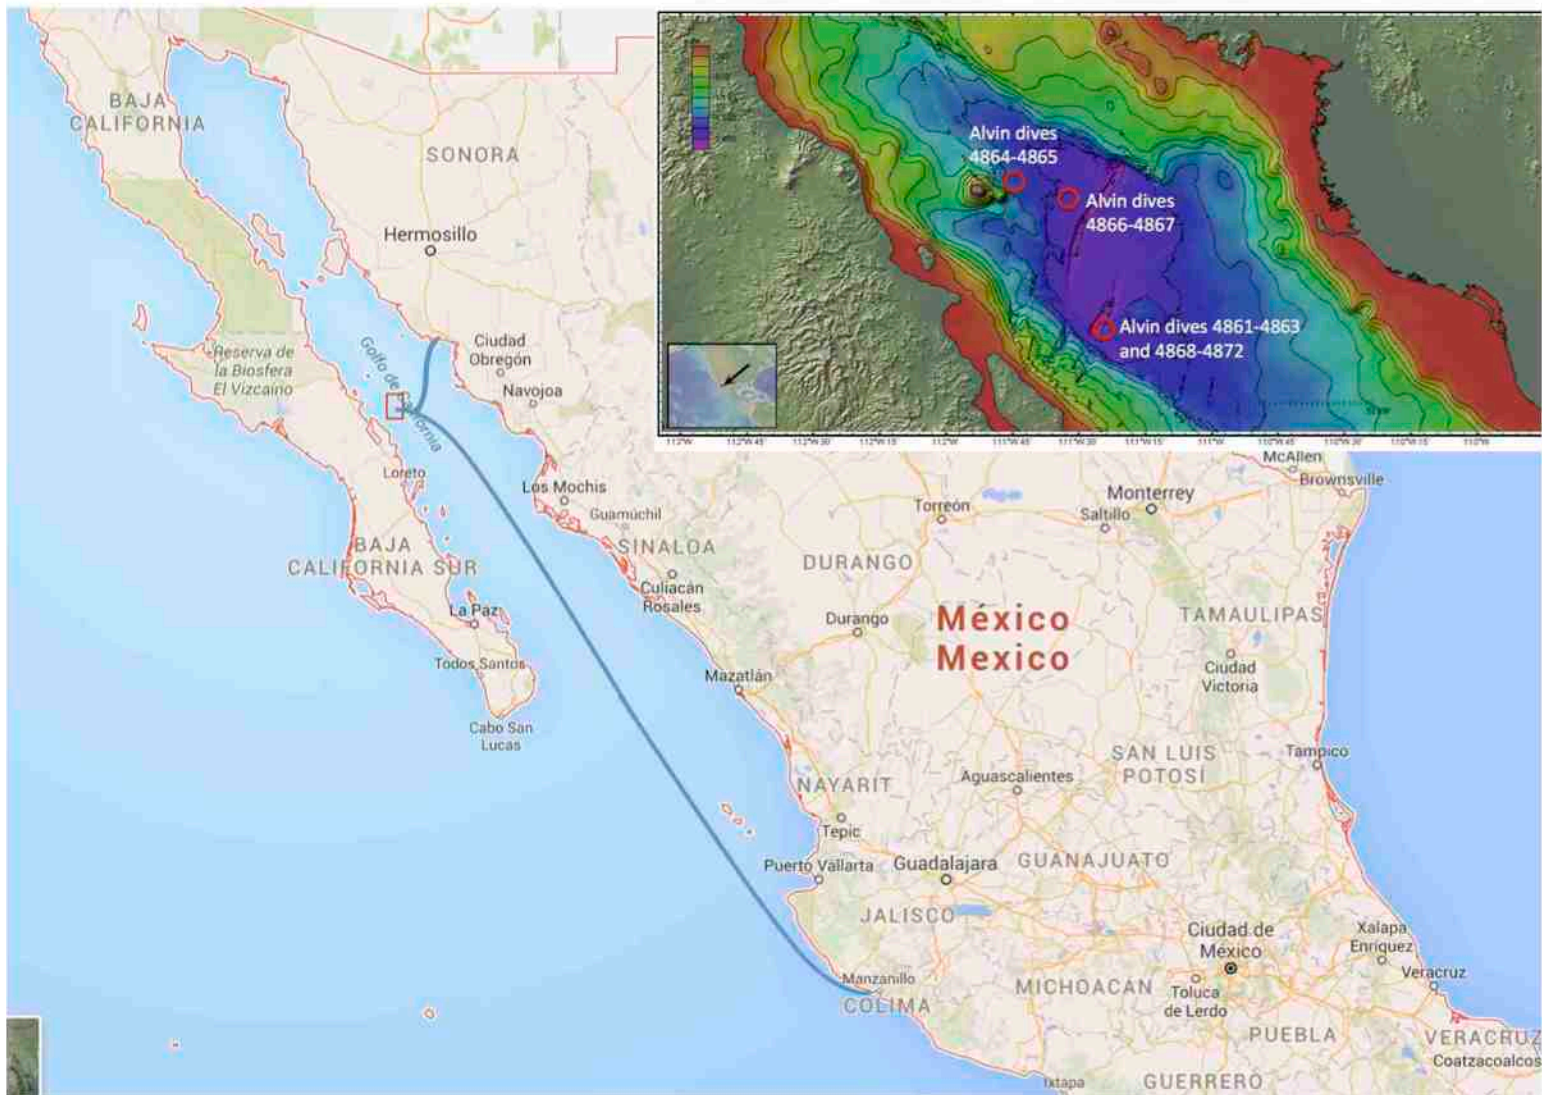 BAJA
CALIFORNIA
SONORA
Hermosillo
Reserva de
la Biosfera
El Vizcaíno
Golfo de California
Ciudad
Obregón
Navojoa
Loreto
Los Mochis
Guamúchil
SINALOA
BAJA
CALIFORNIA SUR
Culiacán
Rosales
La Paz
Todos Santos
Cabo San
Lucas
Mazatlán
Alvin dives
4864-4865
Alvin dives
4866-4867
Alvin dives 4861-4863
and 4868-4872
McAllen
Brownsville
Monterrey
Torreón
Saltillo
DURANGO
Durango
México
Mexico
TAMAULIPAS
Ciudad
Victoria
SAN LUIS
POTOSÍ
Tampico
NAYARIT
Aguascalientes
Tepic
Puerto Vallarta
Guadalajara
GUANAJUATO
JALISCO
Ciudad de
México
Xalapa
Enríquez
Manzanillo
COLIMA
MICHOACÁN
Toluca
de Lerdo
Veracruz
PUEBLA
VERACRUZ
Coatzacoalcos
Ixtapa
GUERRERO